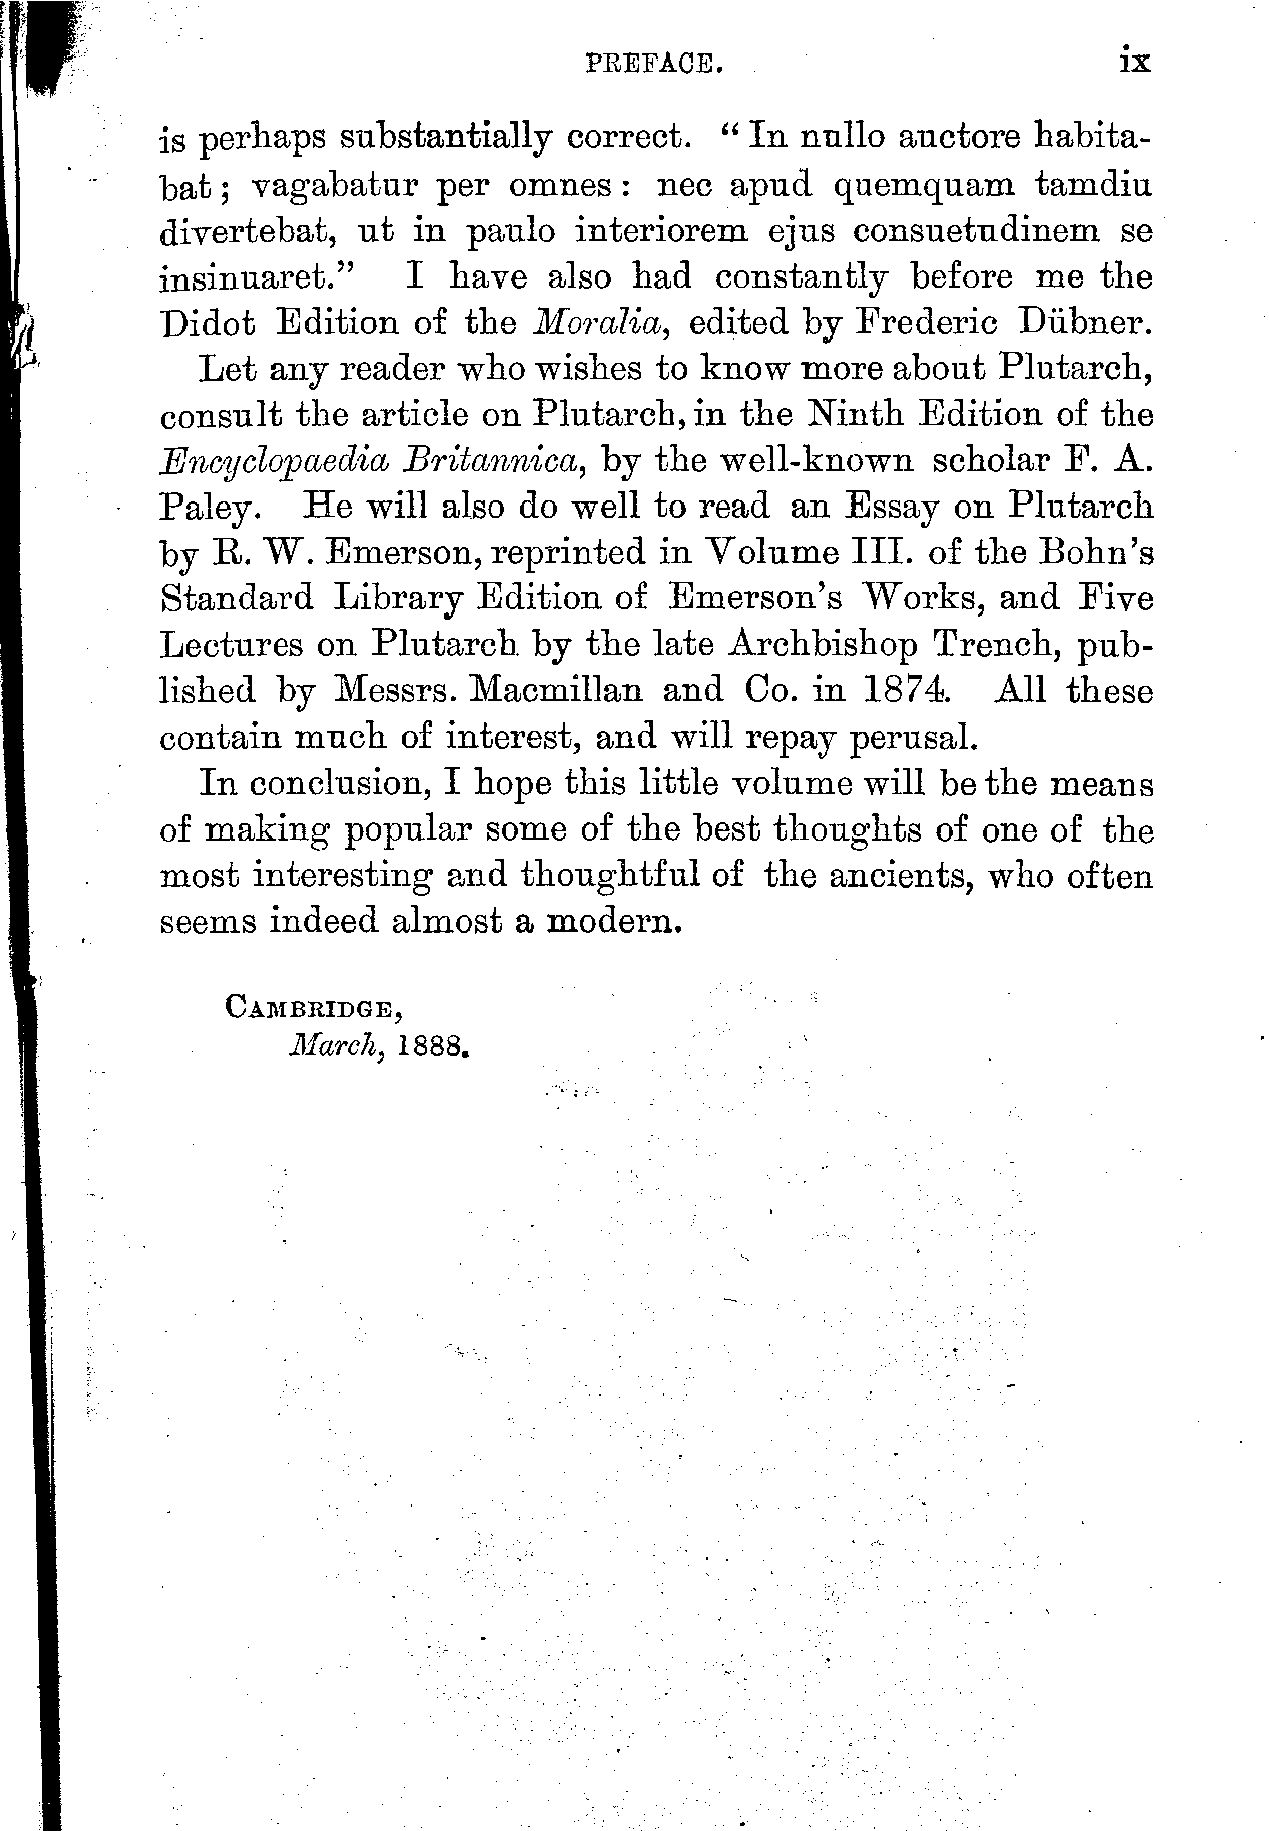 PREFACE. ix
is perhaps substantially correct. “In nullo auctore habita-
bat; vagabatur per omnes: nec apud quemquam tamdiu
divertebat, ut in paulo interiorem ejus consuetudinem se
insinuaret.” I have also had constantly before me the
Didot Edition of the Moralia, edited by Frederic Dübner.
Let any reader who wishes to know more about Plutarch,
consult the article on Plutarch, in the Ninth Edition of the
Encyclopaedia Britannica, by the well-known scholar F. A.
Paley. He will also do well to read an Essay on Plutarch
by R. W. Emerson, reprinted in Volume III. of the Bohn’s
Standard Library Edition of Emerson’s Works, and Five
Lectures on Plutarch by the late Archbishop Trench, pub-
lished by Messrs. Macmillan and Co. in 1874. All these
contain much of interest, and will repay perusal.
In conclusion, I hope this little volume will be the means
of making popular some of the best thoughts of one of the
most interesting and thoughtful of the ancients, who often
seems indeed almost a modern.
CAMBRIDGE,
March, 1888.